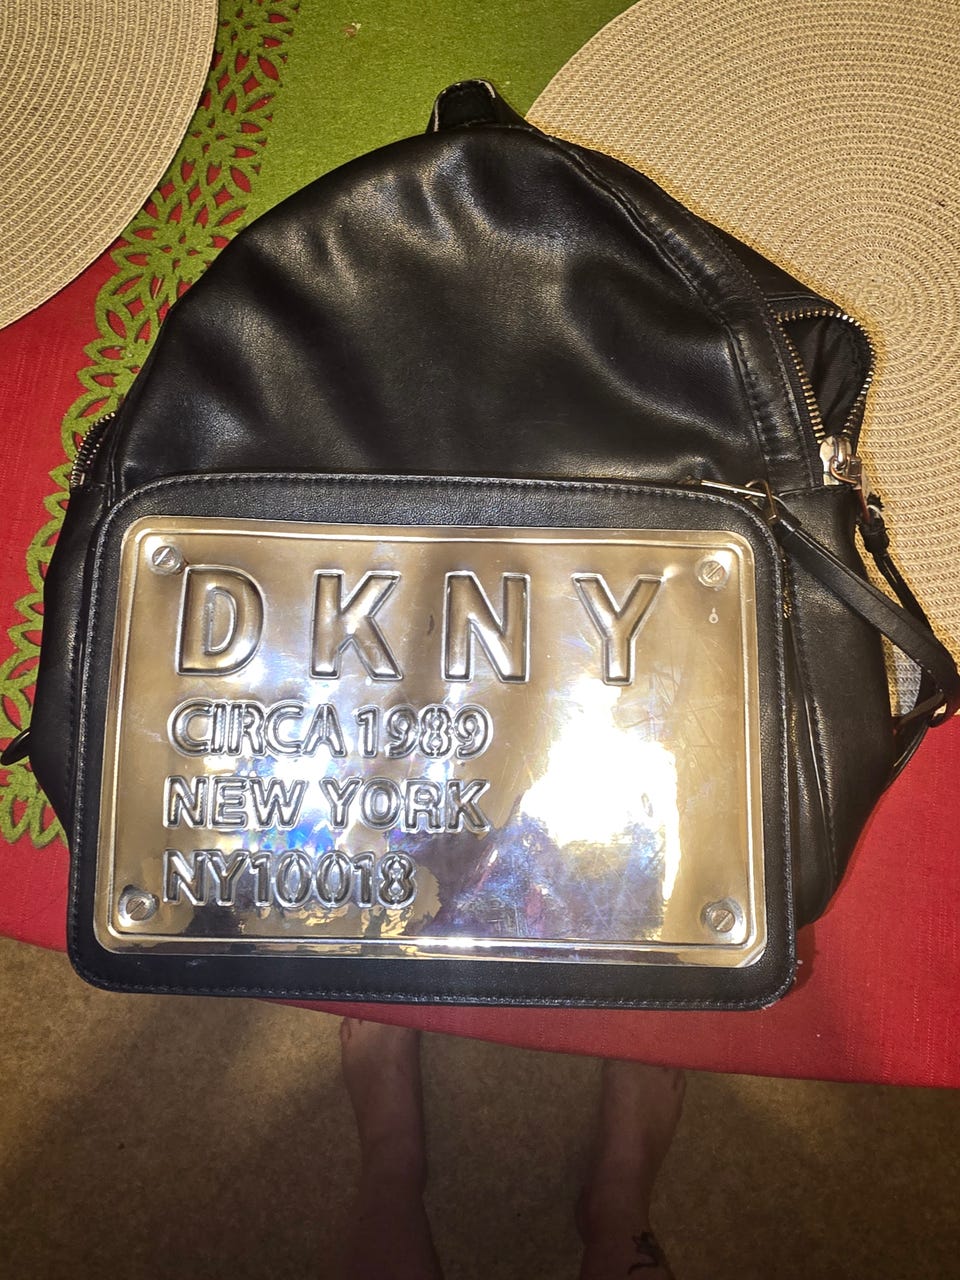 DKNY
CIRCA 1989
NEW YORK
NY10018